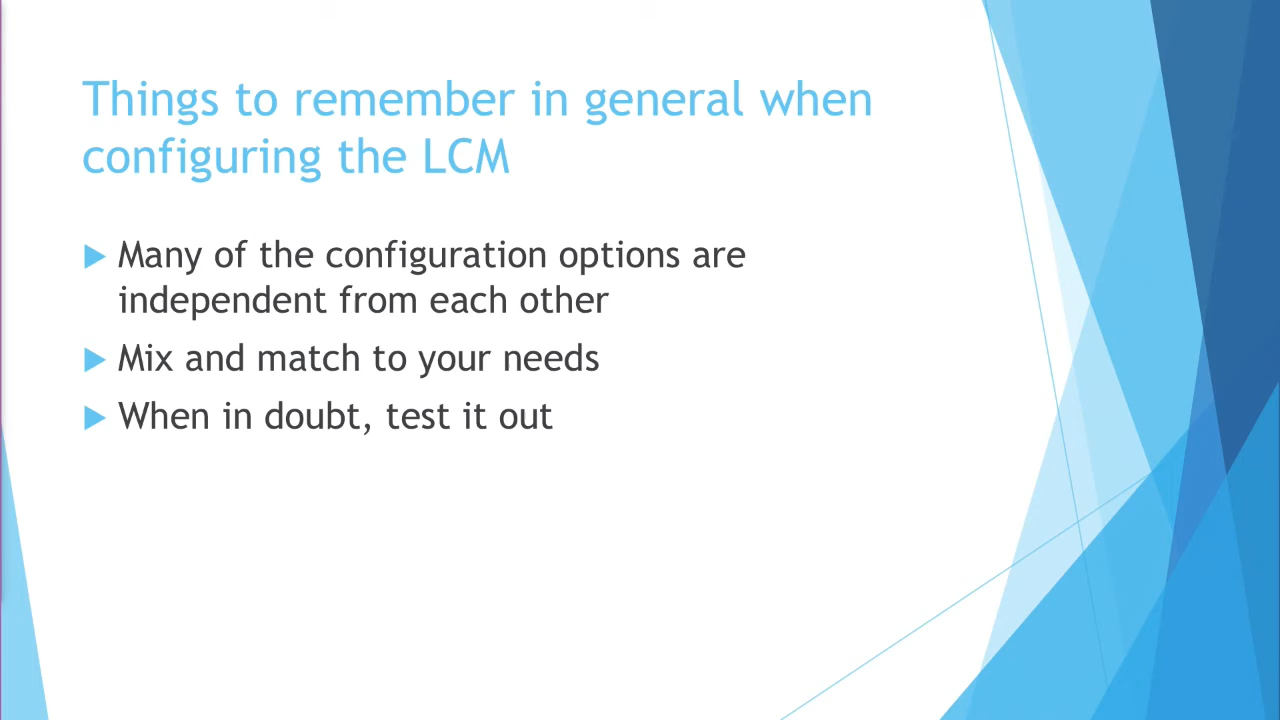 Things to remember in general when
configuring the LCM
Many of the configuration options are
independent from each other
Mix and match to your needs
When in doubt, test it out